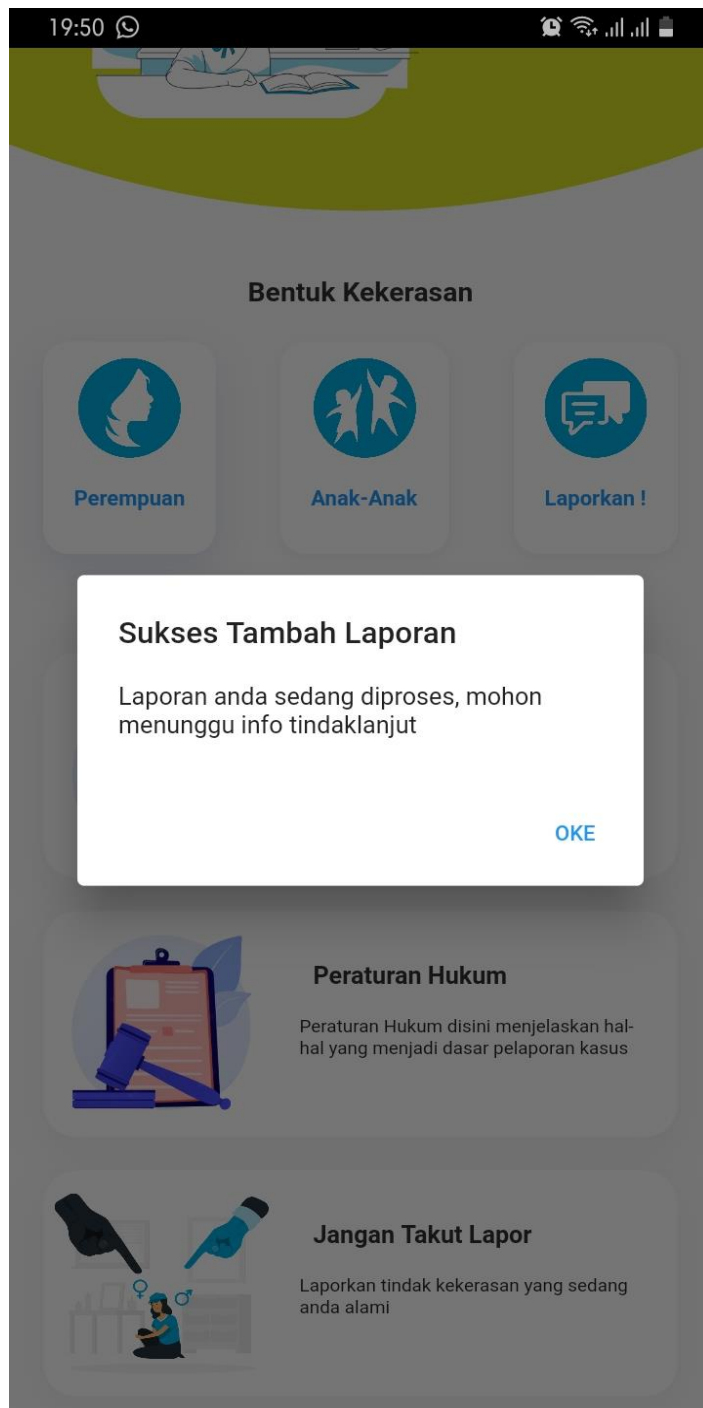 19:50
Bentuk Kekerasan
Perempuan
Anak-Anak
Laporkan !
Sukses Tambah Laporan
Laporan anda sedang diproses, mohon
menunggu info tindaklanjut
OKE
Peraturan Hukum
Peraturan Hukum disini menjelaskan hal-
hal yang menjadi dasar pelaporan kasus
Jangan Takut Lapor
Laporkan tindak kekerasan yang sedang
anda alami